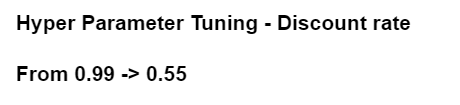 Hyper Parameter Tuning - Discount rate
From 0.99 -> 0.55